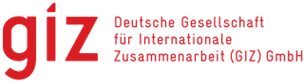 giz
Deutsche Gesellschaft
für Internationale
Zusammenarbeit (GIZ) GmbH